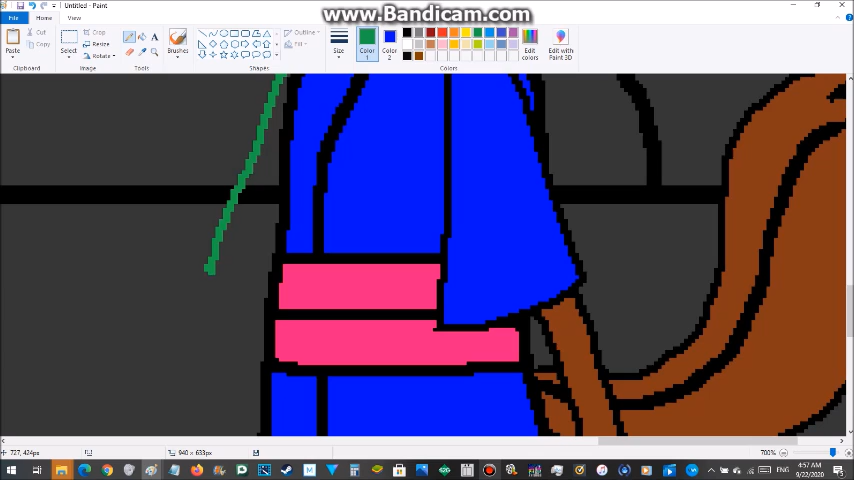 Untitled - Paint
www.Bandicam.com
File
Home
View
Paste
Cut
Copy
Clipboard
Select
Crop
Resize
Rotate
Image
A
Tools
Brushes
Outline
Fill
Shapes
Size
Color
1
Color
2
Edit
colors
Edit with
Paint 3D
Colors
727, 424px
940 × 633px
700%
ENG
4:57 AM
9/22/2020